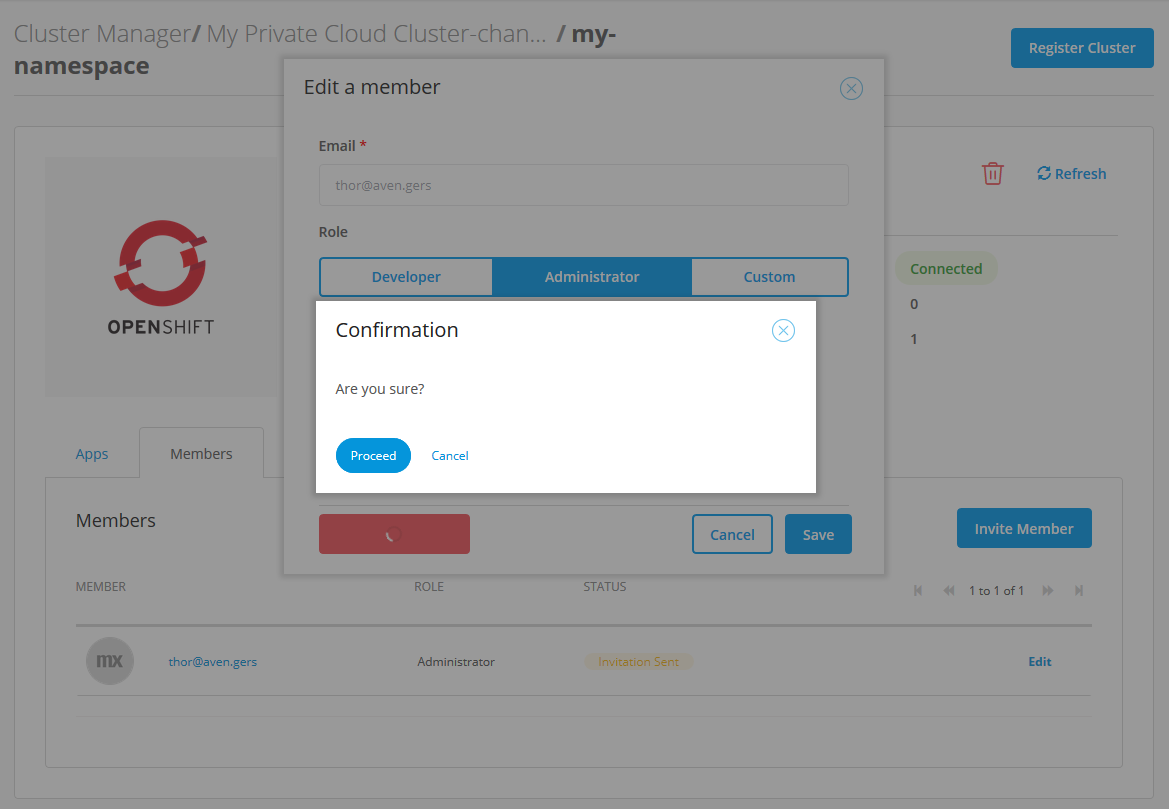 Cluster Manager/ My Private Cloud Cluster-chan... / my-
namespace
Register Cluster
Edit a member
Email *
thor@aven.gers
Role
Developer Administrator Custom
Refresh
Connected
0
1
OPENSHIFT
Confirmation
Are you sure?
Proceed Cancel
Apps Members
Members
Cancel Save
Invite Member
MEMBER ROLE STATUS
1 to 1 of 1
mx thor@aven.gers Administrator Invitation Sent Edit